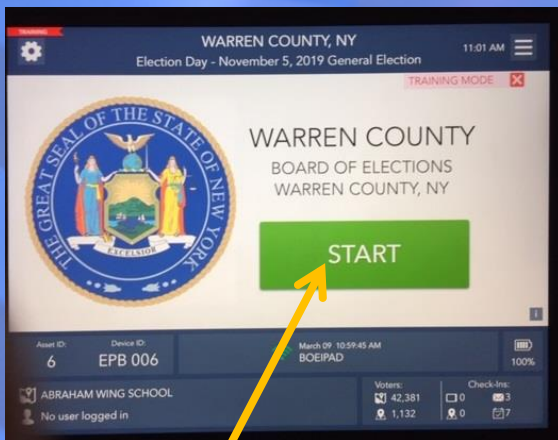 TRAINING
WARREN COUNTY, NY
Election Day - November 5, 2019 General Election
11:01 AM
TRAINING MODE
THE GREAT SEAL OF THE STATE OF NEW YORK
EXCELSIOR
WARREN COUNTY
BOARD OF ELECTIONS
WARREN COUNTY, NY
START
Asset ID:
6
Device ID:
EPB 006
March 09 10:59:45 AM
BOEIPAD
100%
ABRAHAM WING SCHOOL
No user logged in
Voters:
42,381
1,132
Check-Ins:
0 3
0 7